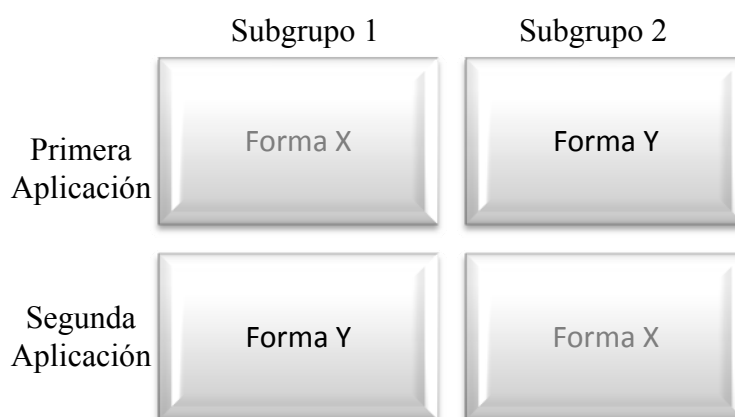 Subgrupo 1
Subgrupo 2
Primera
Aplicación
Forma X
Forma Y
Segunda
Aplicación
Forma Y
Forma X